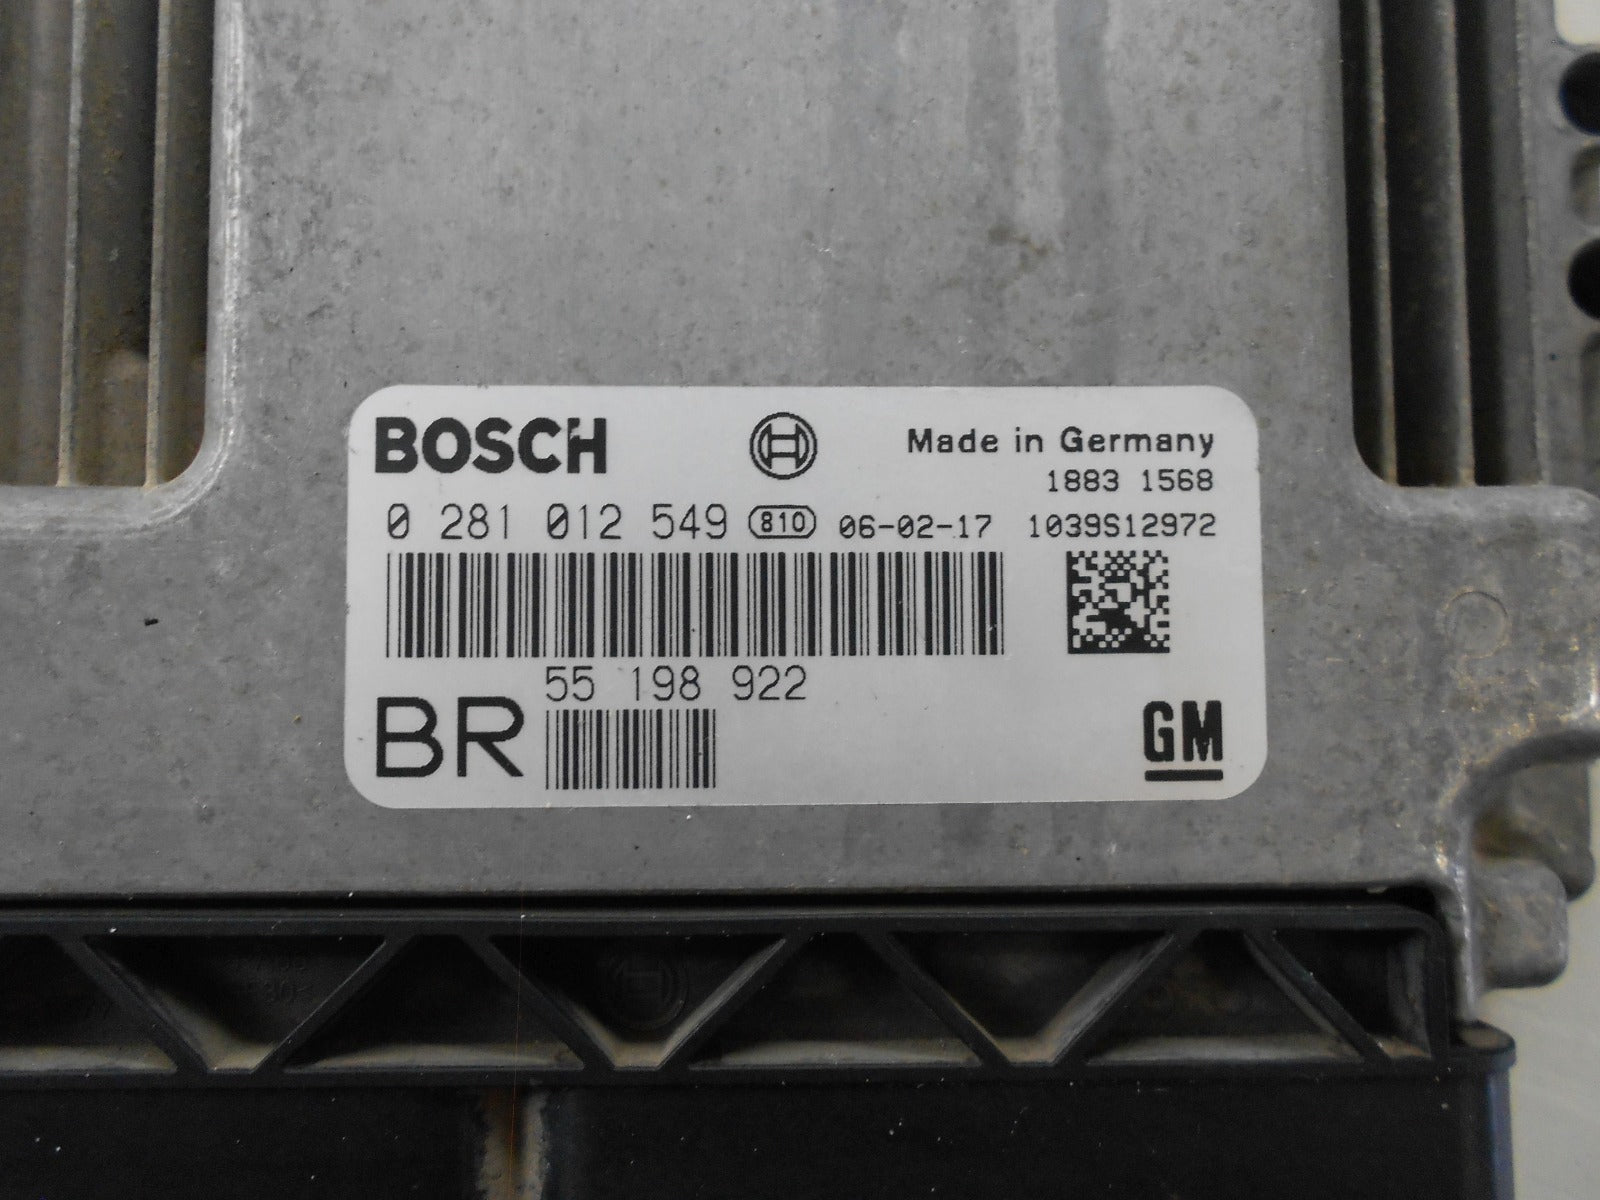 BOSCH
Made in Germany
1883 1568
0 281 012 549 810 06-02-17 1039S12972
55 198 922
BR
GM